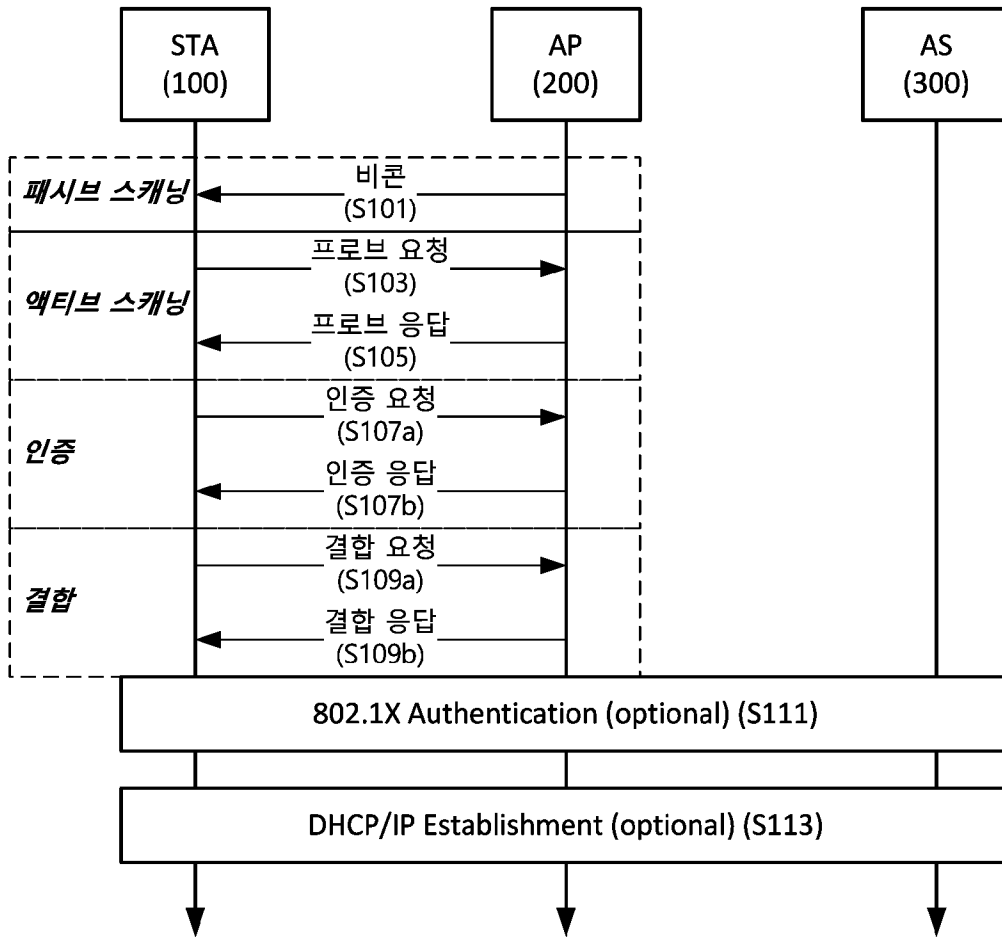 STA
(100)
AP
(200)
AS
(300)
패시브 스캐닝
비콘
(S101)
액티브 스캐닝
프로브 요청
(S103)
프로브 응답
(S105)
인증
인증 요청
(S107a)
인증 응답
(S107b)
결합
결합 요청
(S109a)
결합 응답
(S109b)
802.1X Authentication (optional) (S111)
DHCP/IP Establishment (optional) (S113)